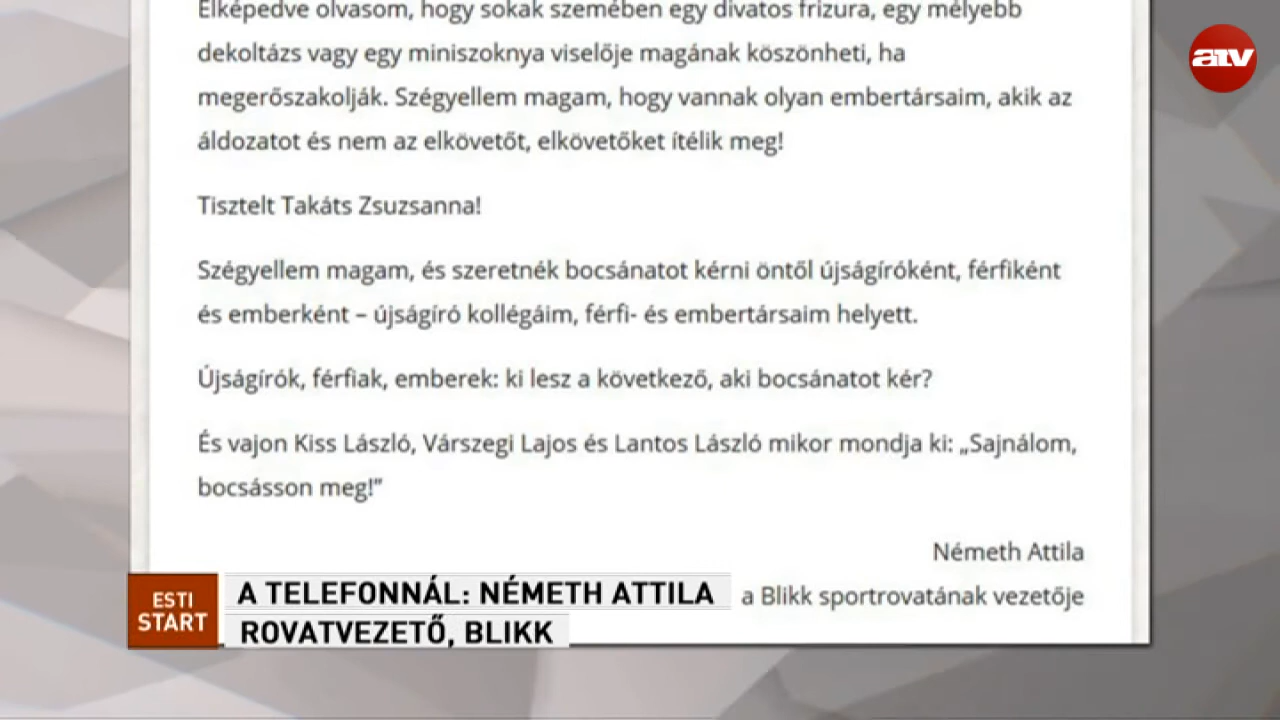 Elképedve olvasom, hogy sokak szemében egy divatos frizura, egy mélyebb
dekoltázs vagy egy miniszoknya viselője magának köszönheti, ha
megerőszakolják. Szégyellem magam, hogy vannak olyan embertársaim, akik az
áldozatot és nem az elkövetőt, elkövetőket ítélik meg!
Tisztelt Takáts Zsuzsanna!
Szégyellem magam, és szeretnék bocsánatot kérni öntől újságíróként, férfiként
és emberként – újságíró kollégáim, férfi- és embertársaim helyett.
Újságírók, férfiak, emberek: ki lesz a következő, aki bocsánatot kér?
És vajon Kiss László, Várszegi Lajos és Lantos László mikor mondja ki: „Sajnálom,
bocsásson meg!”
Németh Attila
a Blikk sportrovatának vezetője
ESTI
START
A TELEFONNÁL: NÉMETH ATTILA
ROVATVEZETŐ, BLIKK
atv